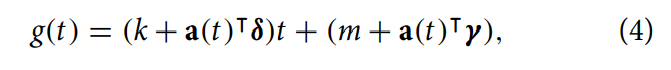 g(t) = (k + a(t)ᵀδ)t + (m + a(t)ᵀγ), (4)